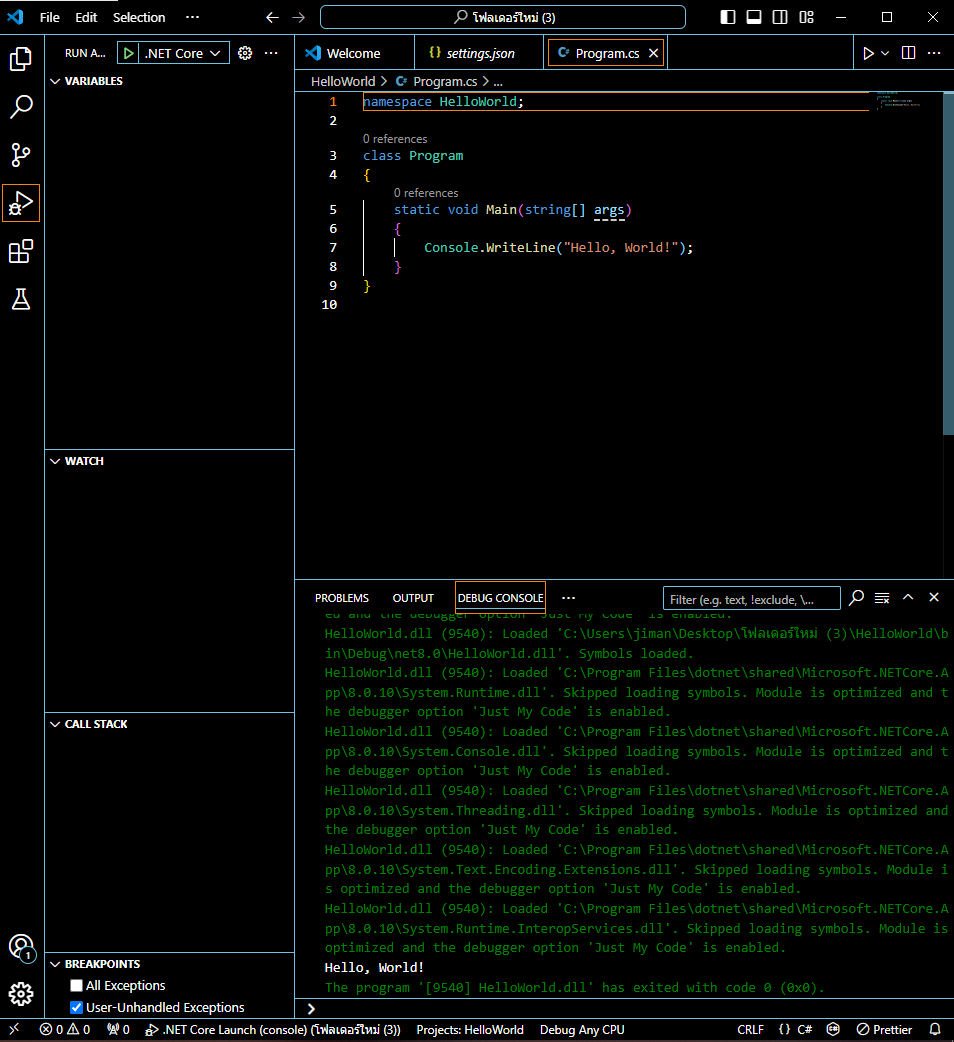 File Edit Selection ··· โฟลเดอร์ใหม่ (3)
RUN A... .NET Core ···
Welcome {} settings.json C# Program.cs ···
VARIABLES
HelloWorld > Program.cs > ...
1 namespace HelloWorld;
2
0 references
3 class Program
4 {
0 references
5 static void Main(string[] args)
6 {
7 Console.WriteLine("Hello, World!");
8 }
9 }
10
WATCH
CALL STACK
BREAKPOINTS
All Exceptions
User-Unhandled Exceptions
PROBLEMS OUTPUT DEBUG CONSOLE ··· Filter (e.g. text, !exclude, \...
ed and the debugger option 'Just My Code' is enabled.
HelloWorld.dll (9540): Loaded 'C:\Users\jiman\Desktop\โฟลเดอร์ใหม่ (3)\HelloWorld\b
in\Debug\net8.0\HelloWorld.dll'. Symbols loaded.
HelloWorld.dll (9540): Loaded 'C:\Program Files\dotnet\shared\Microsoft.NETCore.A
pp\8.0.10\System.Runtime.dll'. Skipped loading symbols. Module is optimized and t
he debugger option 'Just My Code' is enabled.
HelloWorld.dll (9540): Loaded 'C:\Program Files\dotnet\shared\Microsoft.NETCore.A
pp\8.0.10\System.Console.dll'. Skipped loading symbols. Module is optimized and t
he debugger option 'Just My Code' is enabled.
HelloWorld.dll (9540): Loaded 'C:\Program Files\dotnet\shared\Microsoft.NETCore.A
pp\8.0.10\System.Threading.dll'. Skipped loading symbols. Module is optimized and
the debugger option 'Just My Code' is enabled.
HelloWorld.dll (9540): Loaded 'C:\Program Files\dotnet\shared\Microsoft.NETCore.A
pp\8.0.10\System.Text.Encoding.Extensions.dll'. Skipped loading symbols. Module i
s optimized and the debugger option 'Just My Code' is enabled.
HelloWorld.dll (9540): Loaded 'C:\Program Files\dotnet\shared\Microsoft.NETCore.A
pp\8.0.10\System.Runtime.InteropServices.dll'. Skipped loading symbols. Module is
optimized and the debugger option 'Just My Code' is enabled.
Hello, World!
The program '[9540] HelloWorld.dll' has exited with code 0 (0x0).
1
0 0 0 .NET Core Launch (console) (โฟลเดอร์ใหม่ (3)) Projects: HelloWorld Debug Any CPU CRLF {} C# Prettier